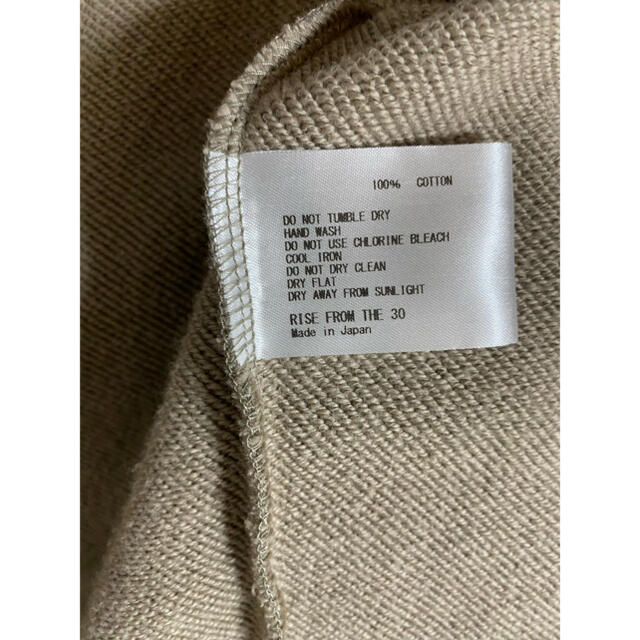 100% COTTON
DO NOT TUMBLE DRY
HAND WASH
DO NOT USE CHLORINE BLEACH
COOL IRON
DO NOT DRY CLEAN
DRY FLAT
DRY AWAY FROM SUNLIGHT
RISE FROM THE 30
Made in Japan